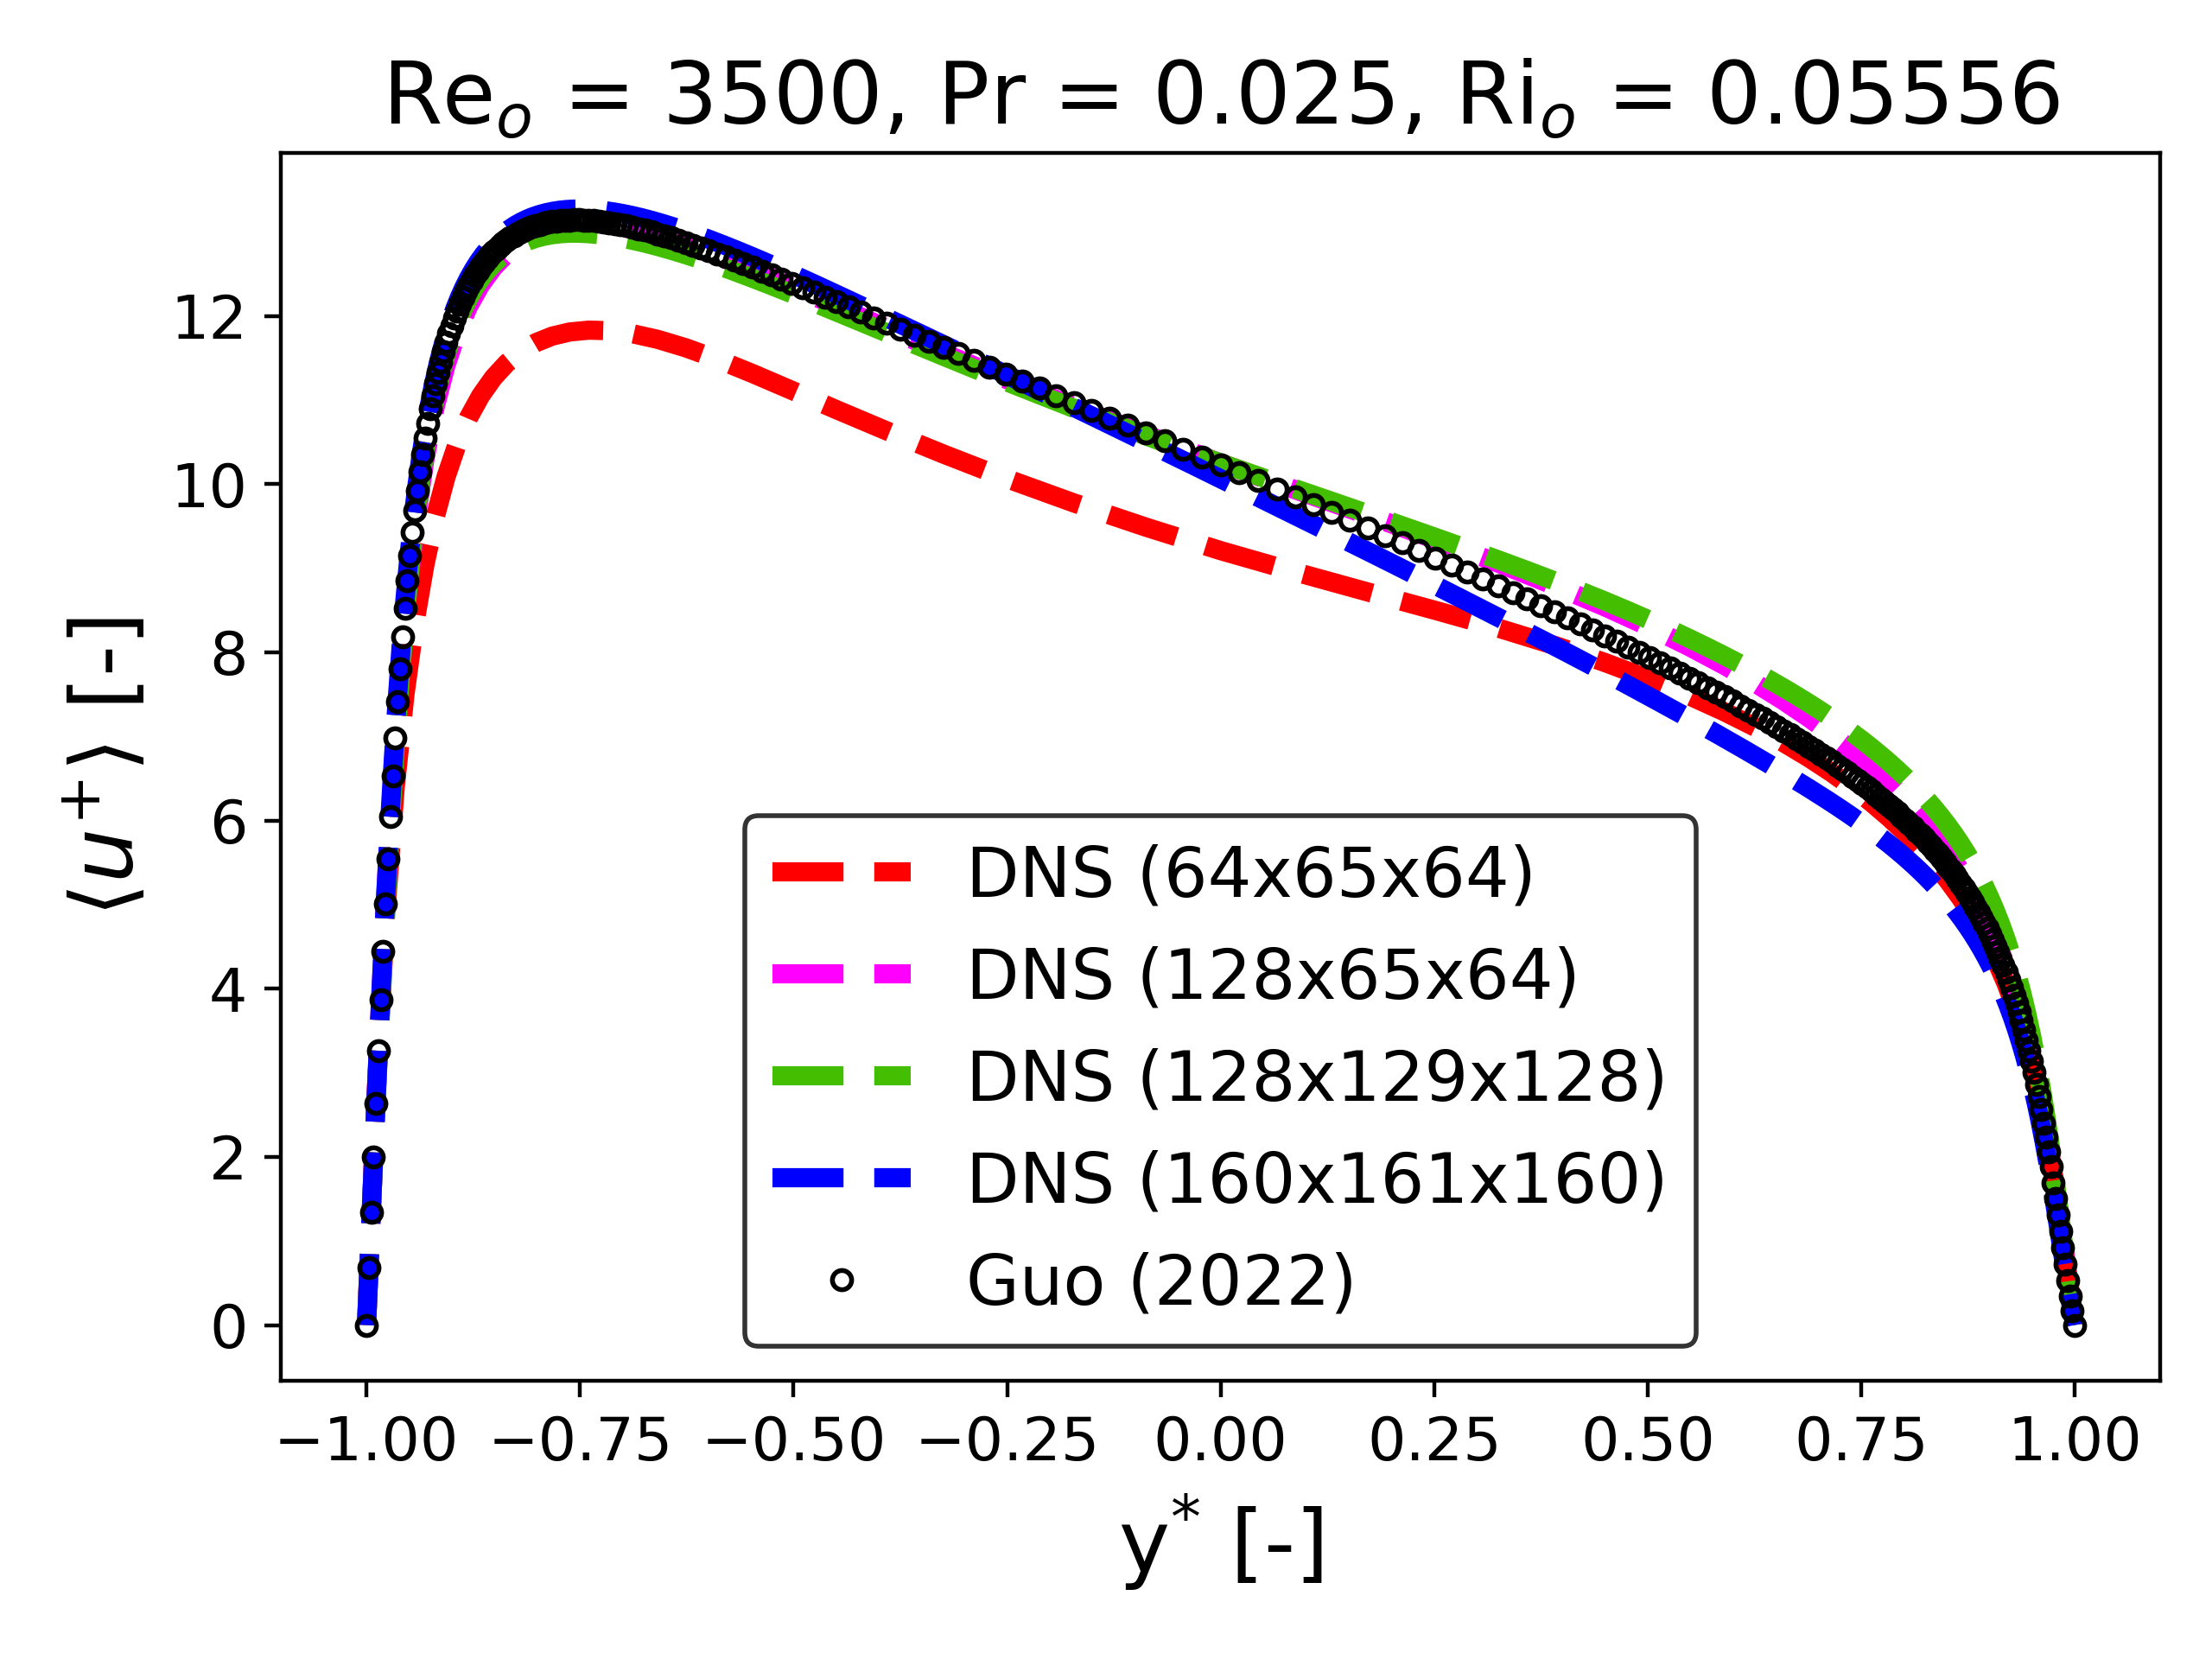 Reₒ = 3500, Pr = 0.025, Riₒ = 0.05556
⟨u⁺⟩ [-]
12
10
8
6
4
2
0
DNS (64x65x64)
DNS (128x65x64)
DNS (128x129x128)
DNS (160x161x160)
Guo (2022)
−1.00 −0.75 −0.50 −0.25 0.00 0.25 0.50 0.75 1.00
y* [-]